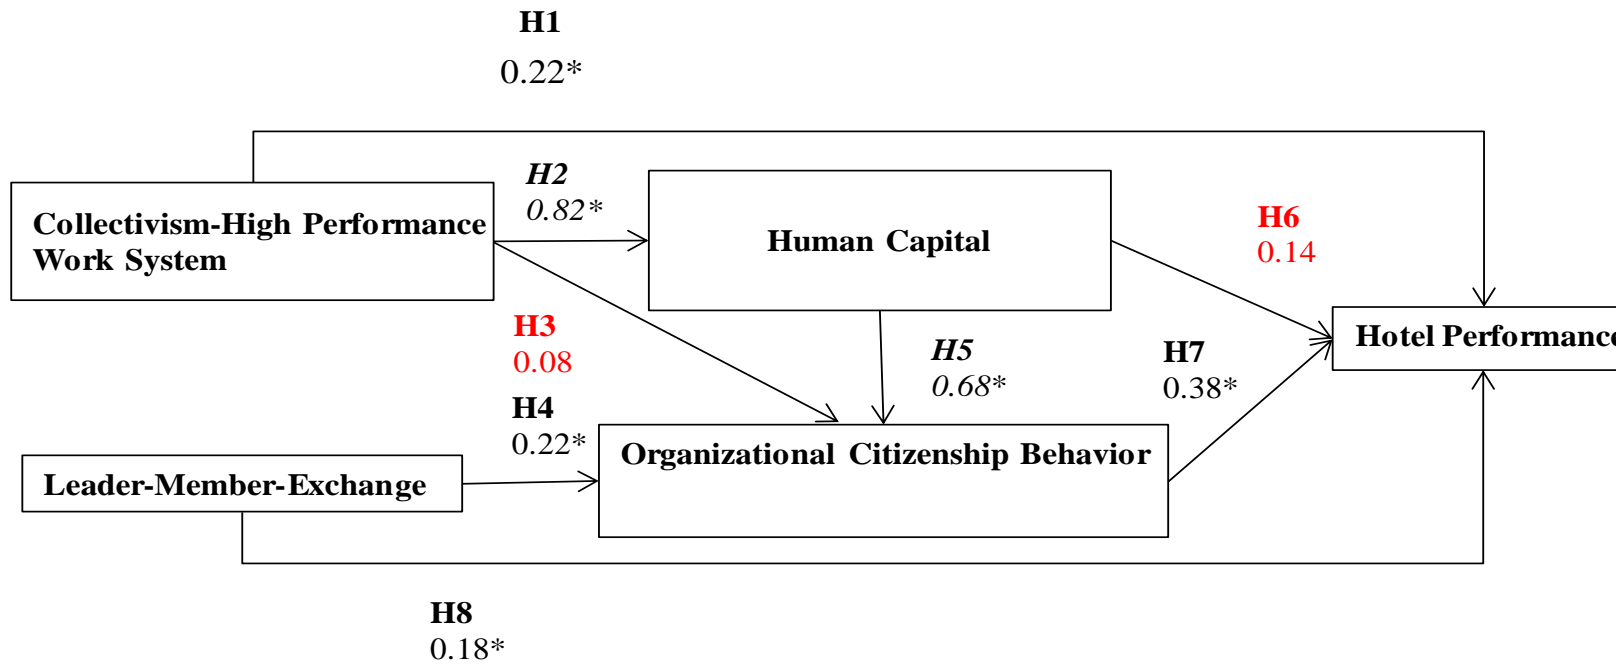 H1
0.22*
H2
0.82*
Collectivism-High Performance
Work System
Human Capital
H6
0.14
H3
0.08
H5
0.68*
H7
0.38*
Hotel Performance
H4
0.22*
Organizational Citizenship Behavior
Leader-Member-Exchange
H8
0.18*